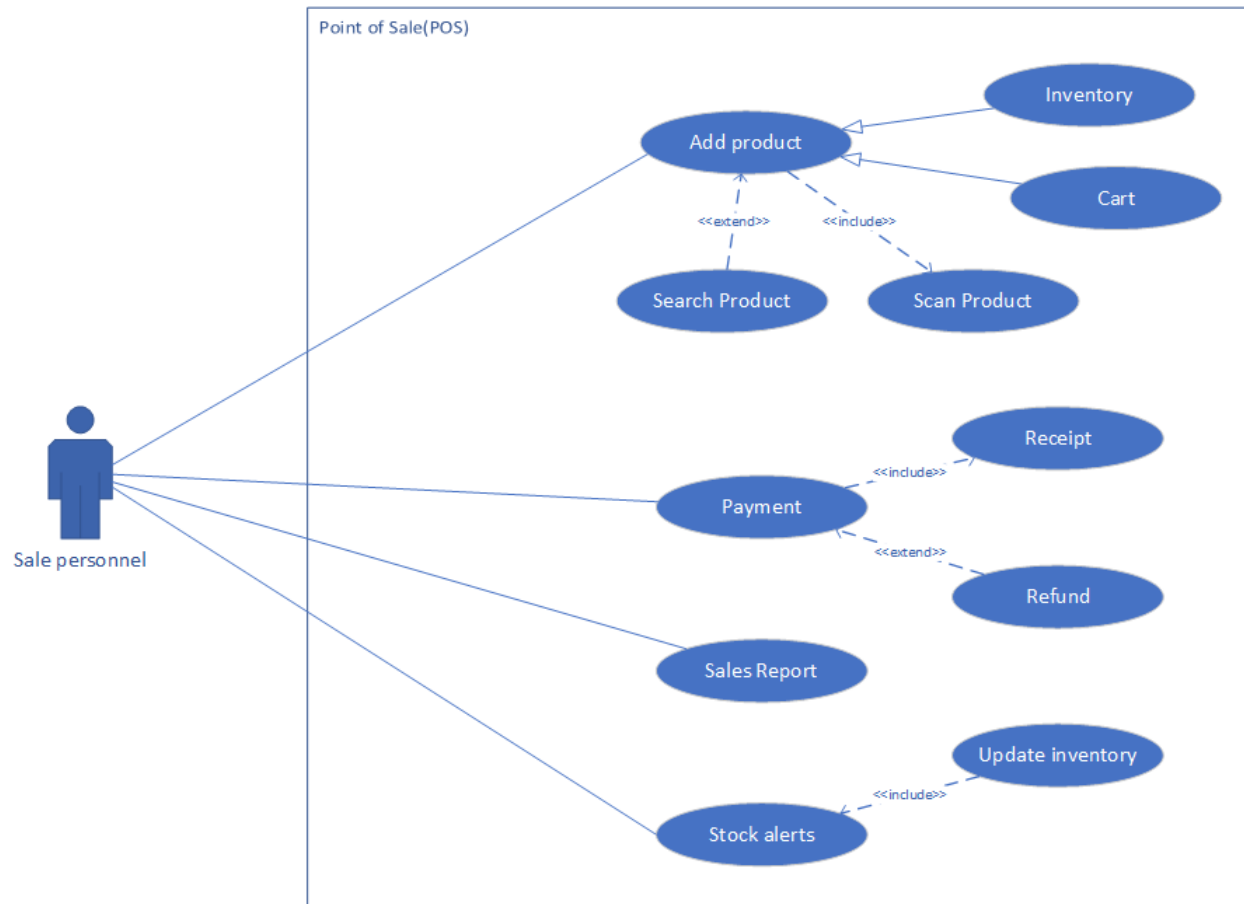 Point of Sale(POS)
Inventory
Add product
Cart
<<extend>>
<<include>>
Search Product
Scan Product
Receipt
<<include>>
Payment
<<extend>>
Sale personnel
Refund
Sales Report
Update inventory
<<include>>
Stock alerts